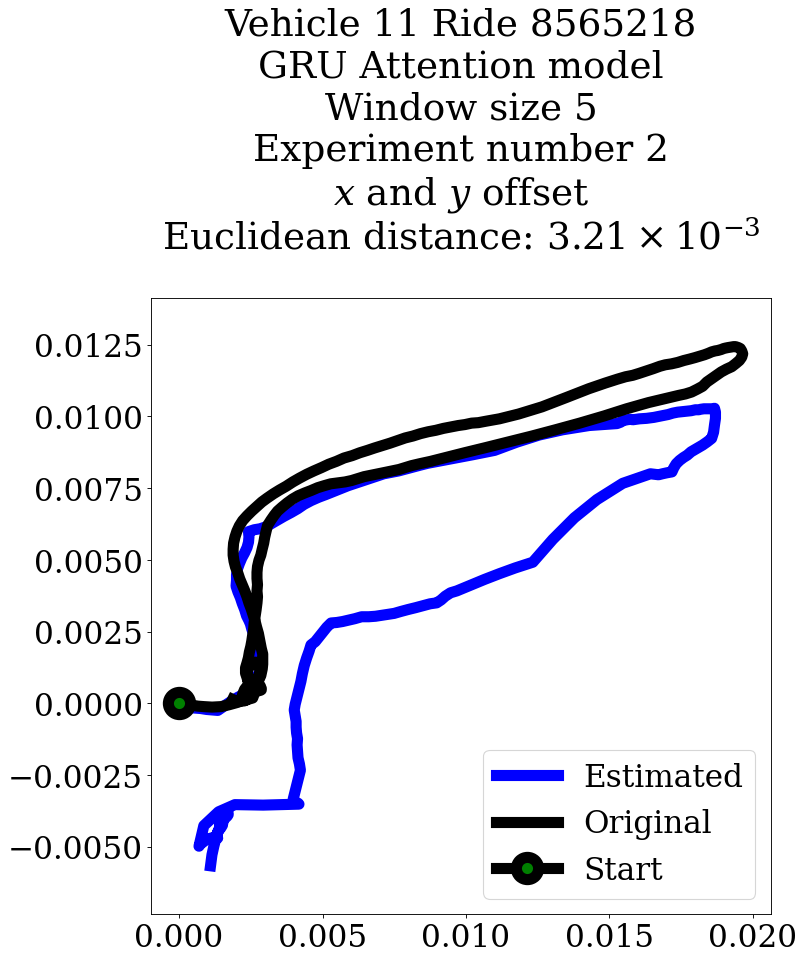 Vehicle 11 Ride 8565218
GRU Attention model
Window size 5
Experiment number 2
x and y offset
Euclidean distance: 3.21 × 10⁻³
0.0125
0.0100
0.0075
0.0050
0.0025
0.0000
−0.0025
−0.0050
Estimated
Original
Start
0.000 0.005 0.010 0.015 0.020